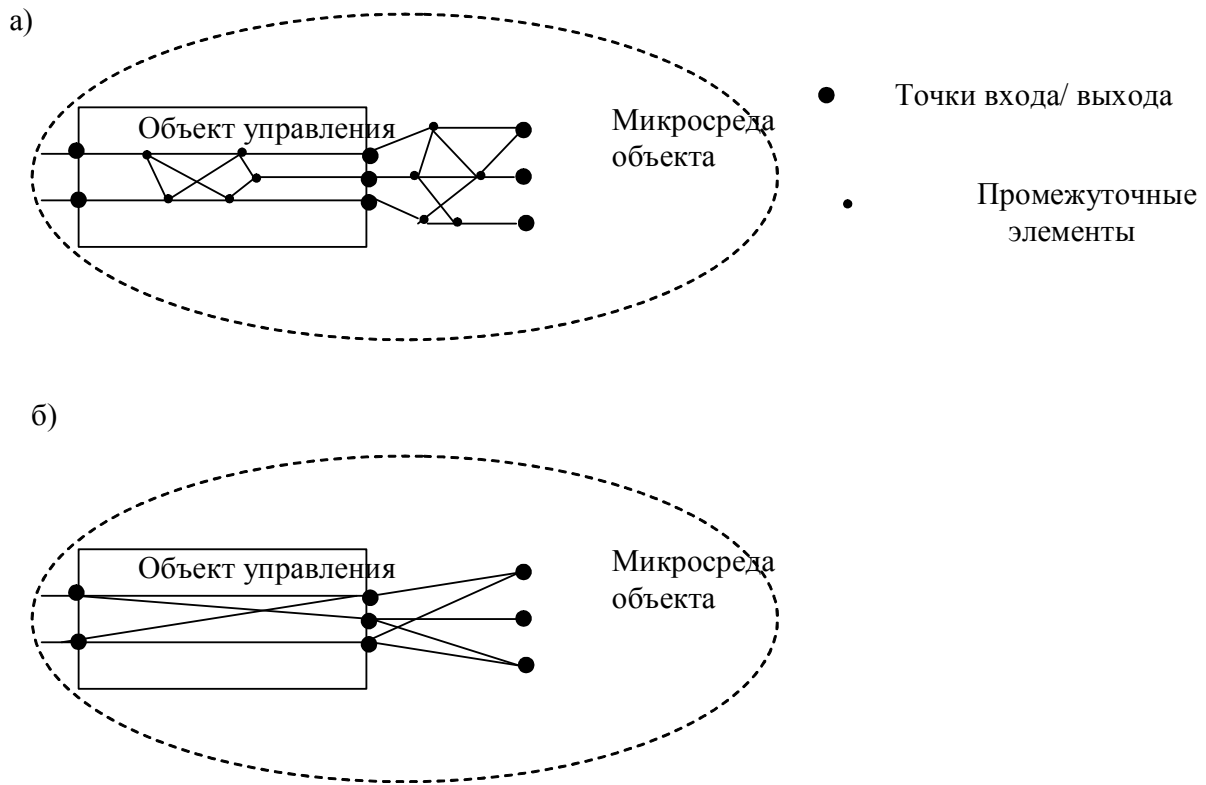 а)
Объект управления
Микросреда
объекта
Точки входа/ выхода
Промежуточные
элементы
б)
Объект управления
Микросреда
объекта